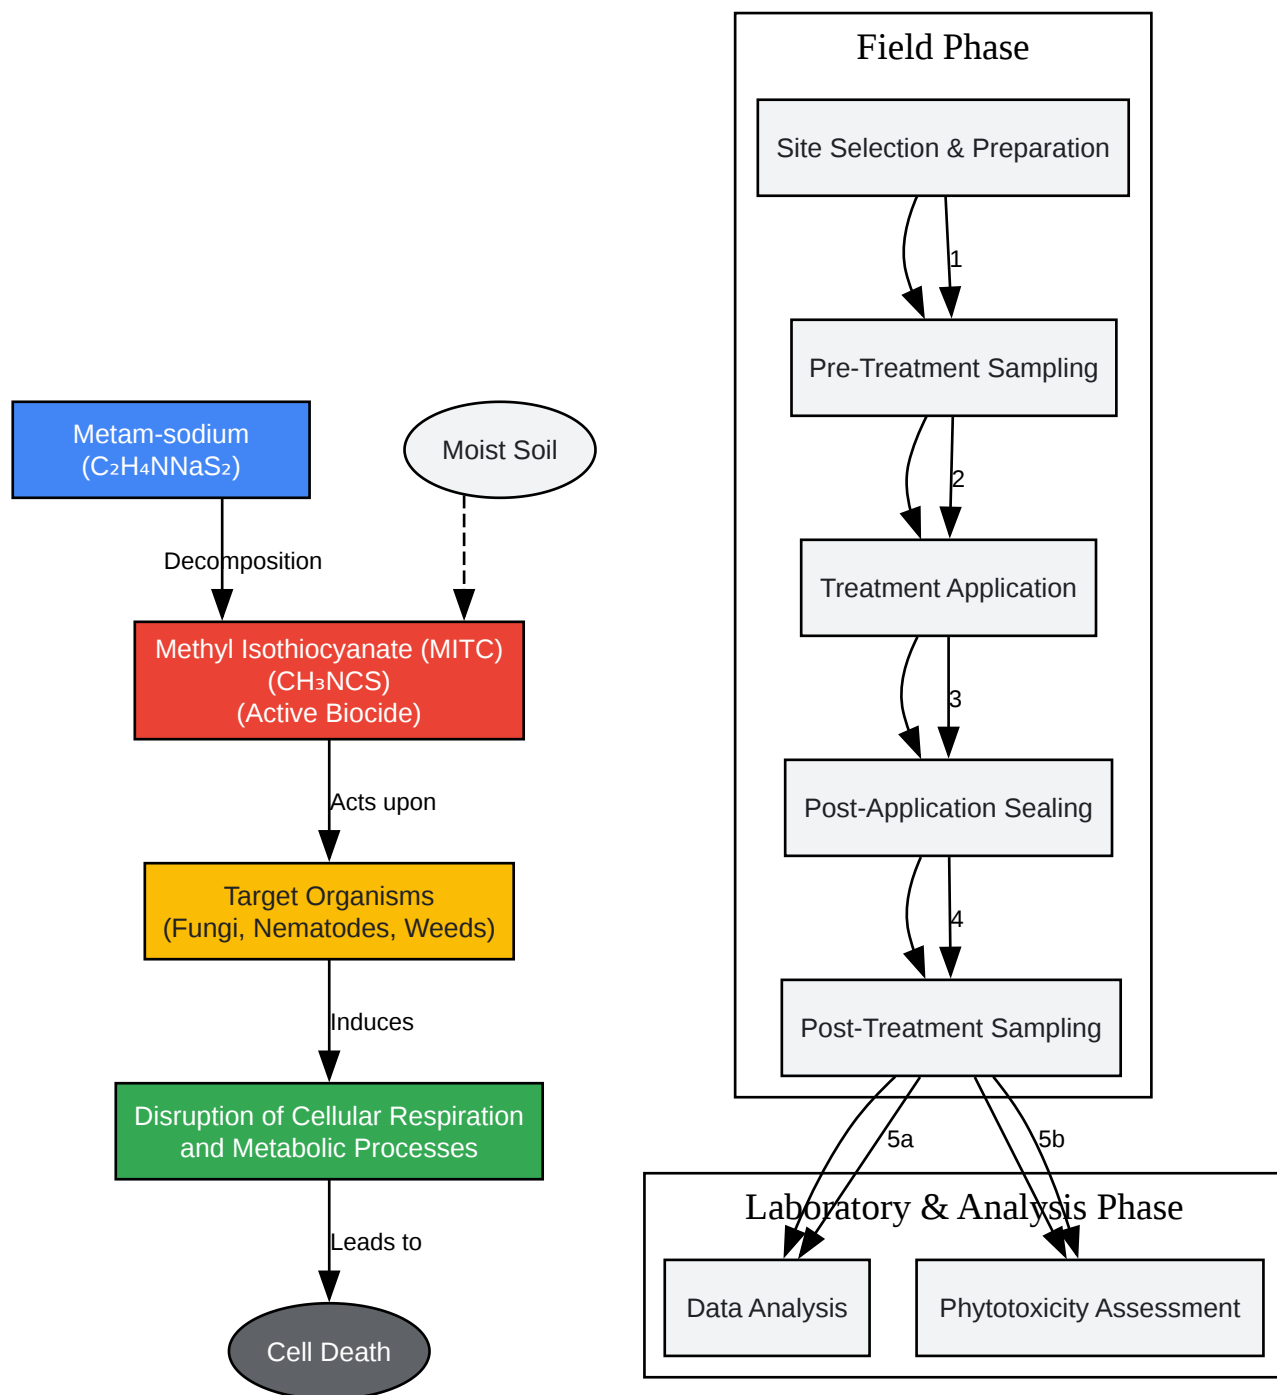 Metam-sodium
(C₂H₄NNaS₂)
Moist Soil
Decomposition
Methyl Isothiocyanate (MITC)
(CH₃NCS)
(Active Biocide)
Acts upon
Target Organisms
(Fungi, Nematodes, Weeds)
Induces
Disruption of Cellular Respiration
and Metabolic Processes
Leads to
Cell Death
Field Phase
Site Selection & Preparation
1
Pre-Treatment Sampling
2
Treatment Application
3
Post-Application Sealing
4
Post-Treatment Sampling
5a
5b
Laboratory & Analysis Phase
Data Analysis
Phytotoxicity Assessment